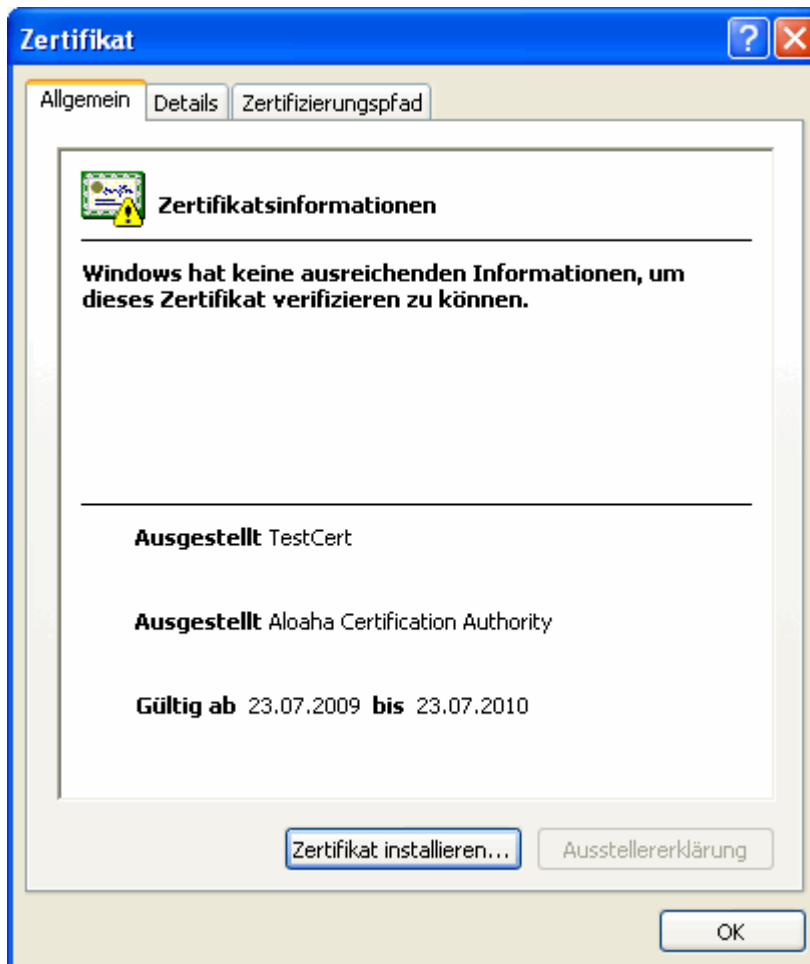 Zertifikat
Allgemein Details Zertifizierungspfad
Zertifikatsinformationen
Windows hat keine ausreichenden Informationen, um
dieses Zertifikat verifizieren zu können.
Ausgestellt TestCert
Ausgestellt Aloaha Certification Authority
Gültig ab 23.07.2009 bis 23.07.2010
Zertifikat installieren... Ausstellererklärung
OK